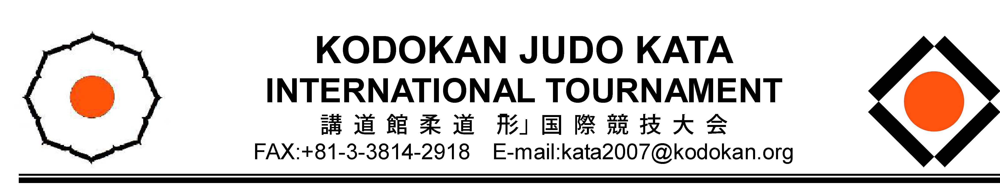 KODOKAN JUDO KATA
INTERNATIONAL TOURNAMENT
講道館柔道 形」国際競技大会
FAX:+81-3-3814-2918 E-mail:kata2007@kodokan.org